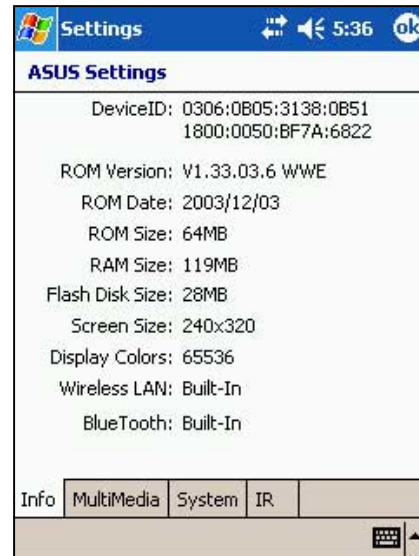 Settings 5:36 ok
ASUS Settings
DeviceID: 0306:0B05:3138:0B51
1800:0050:BF7A:6822
ROM Version: V1.33.03.6 WWE
ROM Date: 2003/12/03
ROM Size: 64MB
RAM Size: 119MB
Flash Disk Size: 28MB
Screen Size: 240x320
Display Colors: 65536
Wireless LAN: Built-In
BlueTooth: Built-In
Info MultiMedia System IR